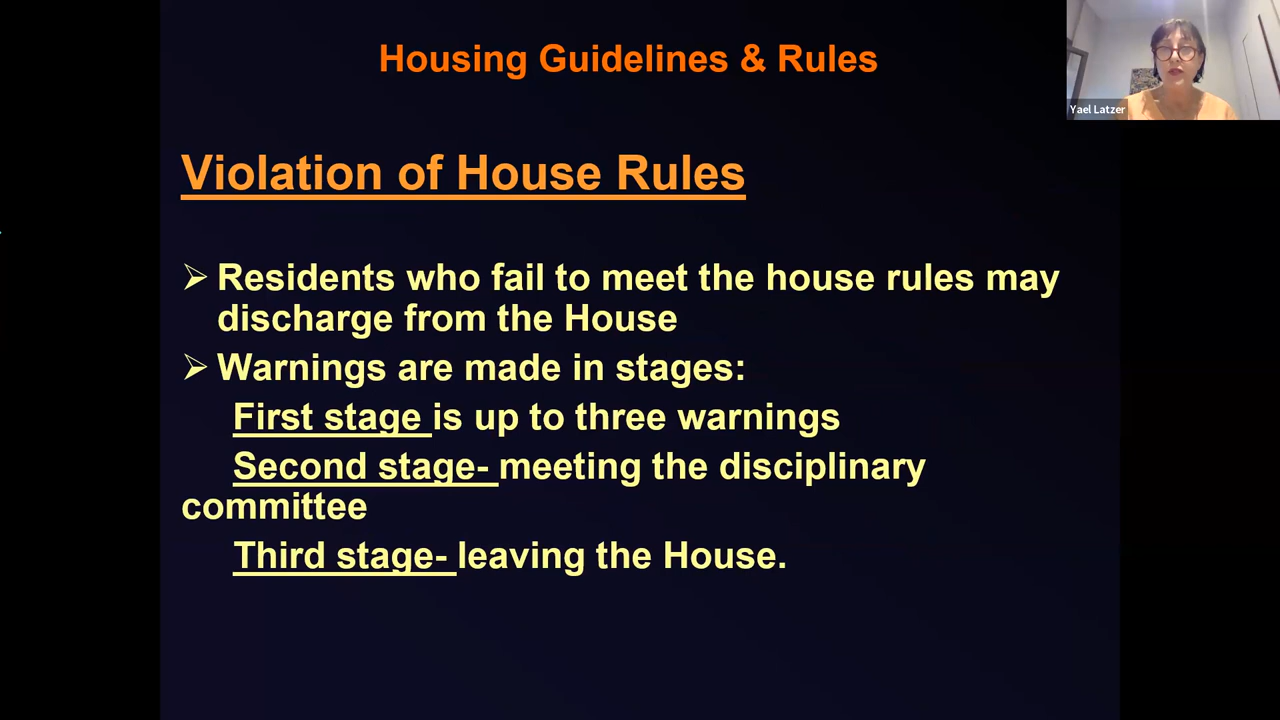 Housing Guidelines & Rules
Yael Latzer
Violation of House Rules
➢ Residents who fail to meet the house rules may
discharge from the House
➢ Warnings are made in stages:
First stage is up to three warnings
Second stage- meeting the disciplinary
committee
Third stage- leaving the House.